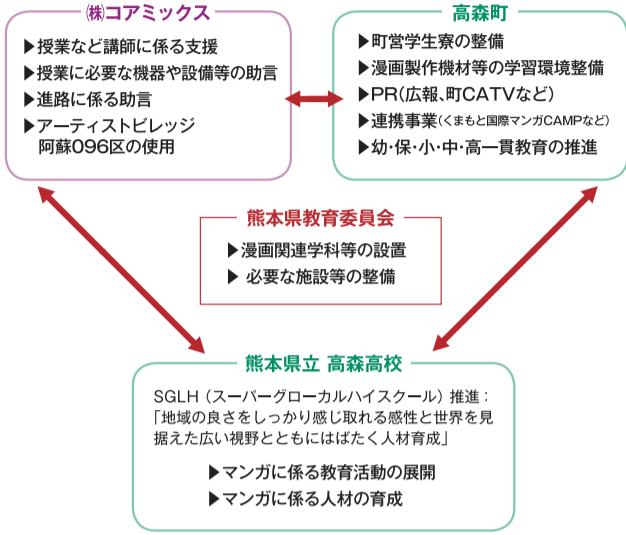 ㈱コアミックス
▶授業など講師に係る支援
▶授業に必要な機器や設備等の助言
▶進路に係る助言
▶アーティストビレッジ
阿蘇096区の使用
高森町
▶町営学生寮の整備
▶漫画製作機材等の学習環境整備
▶PR(広報、町CATVなど)
▶連携事業(くまもと国際マンガCAMPなど)
▶幼・保・小・中・高一貫教育の推進
熊本県教育委員会
▶漫画関連学科等の設置
▶ 必要な施設等の整備
熊本県立 高森高校
SGLH（スーパーグローカルハイスクール）推進：
「地域の良さをしっかり感じ取れる感性と世界を見
据えた広い視野とともにはばたく人材育成」
▶マンガに係る教育活動の展開
▶マンガに係る人材の育成